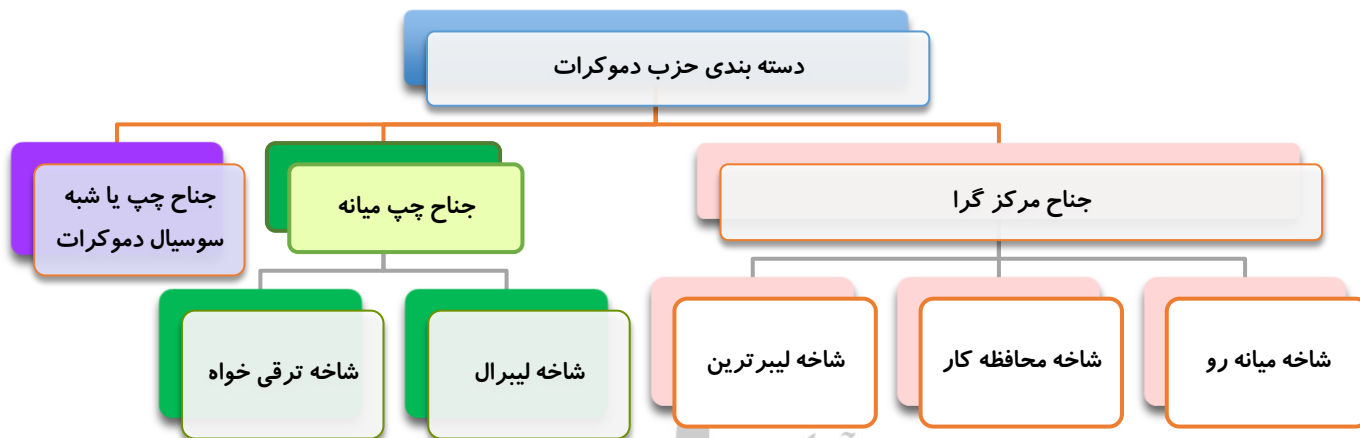 دسته بندی حزب دموکرات
جناح مرکز گرا
جناح چپ میانه
جناح چپ یا شبه
سوسیال دموکرات
شاخه میانه رو
شاخه محافظه کار
شاخه لیبرترین
شاخه لیبرال
شاخه ترقی خواه